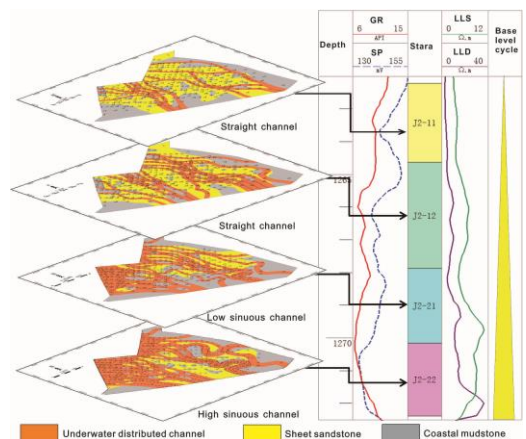 GR
6 15
API
SP
130 155
mV
Depth
Stara
LLS
0 12
Ω.m
LLD
0 40
Ω.m
Base
level
cycle
Straight channel
J2-11
Straight channel
J2-12
Low sinuous channel
J2-21
1270
High sinuous channel
J2-22
Underwater distributed channel
Sheet sandstone
Coastal mudstone